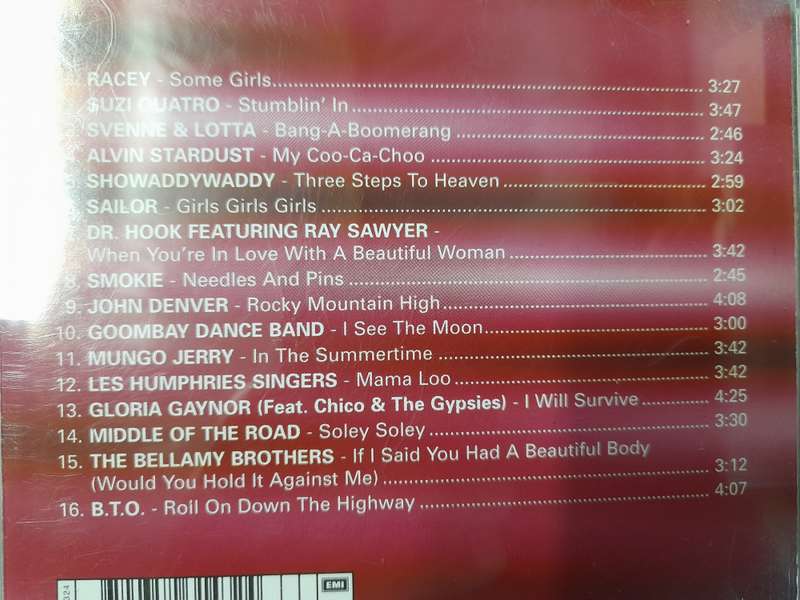 RACEY - Some Girls........ 3:27
SUZI QUATRO - Stumblin' In........ 3:47
SVENNE & LOTTA - Bang-A-Boomerang........ 2:46
ALVIN STARDUST - My Coo-Ca-Choo........ 3:24
SHOWADDYWADDY - Three Steps To Heaven........ 2:59
SAILOR - Girls Girls Girls........ 3:02
DR. HOOK FEATURING RAY SAWYER -
When You're In Love With A Beautiful Woman........ 3:42
8. SMOKIE - Needles And Pins........ 2:45
9. JOHN DENVER - Rocky Mountain High........ 4:08
10. GOOMBAY DANCE BAND - I See The Moon........ 3:00
11. MUNGO JERRY - In The Summertime........ 3:42
12. LES HUMPHRIES SINGERS - Mama Loo........ 3:42
13. GLORIA GAYNOR (Feat. Chico & The Gypsies) - I Will Survive........ 4:25
14. MIDDLE OF THE ROAD - Soley Soley........ 3:30
15. THE BELLAMY BROTHERS - If I Said You Had A Beautiful Body
(Would You Hold It Against Me)........ 3:12
16. B.T.O. - Roll On Down The Highway........ 4:07
EMI
324